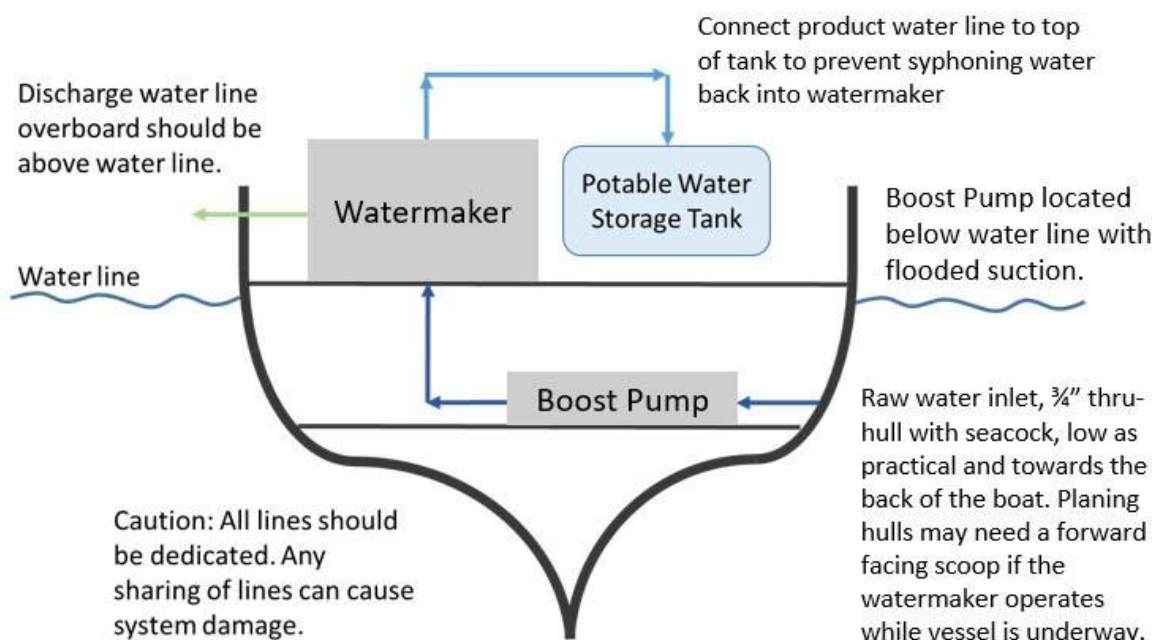 Connect product water line to top
of tank to prevent syphoning water
back into watermaker
Discharge water line
overboard should be
above water line.
Watermaker
Potable Water
Storage Tank
Boost Pump located
below water line with
flooded suction.
Water line
Boost Pump
Raw water inlet, ¾” thru-
hull with seacock, low as
practical and towards the
back of the boat. Planing
hulls may need a forward
facing scoop if the
watermaker operates
while vessel is underway.
Caution: All lines should
be dedicated. Any
sharing of lines can cause
system damage.